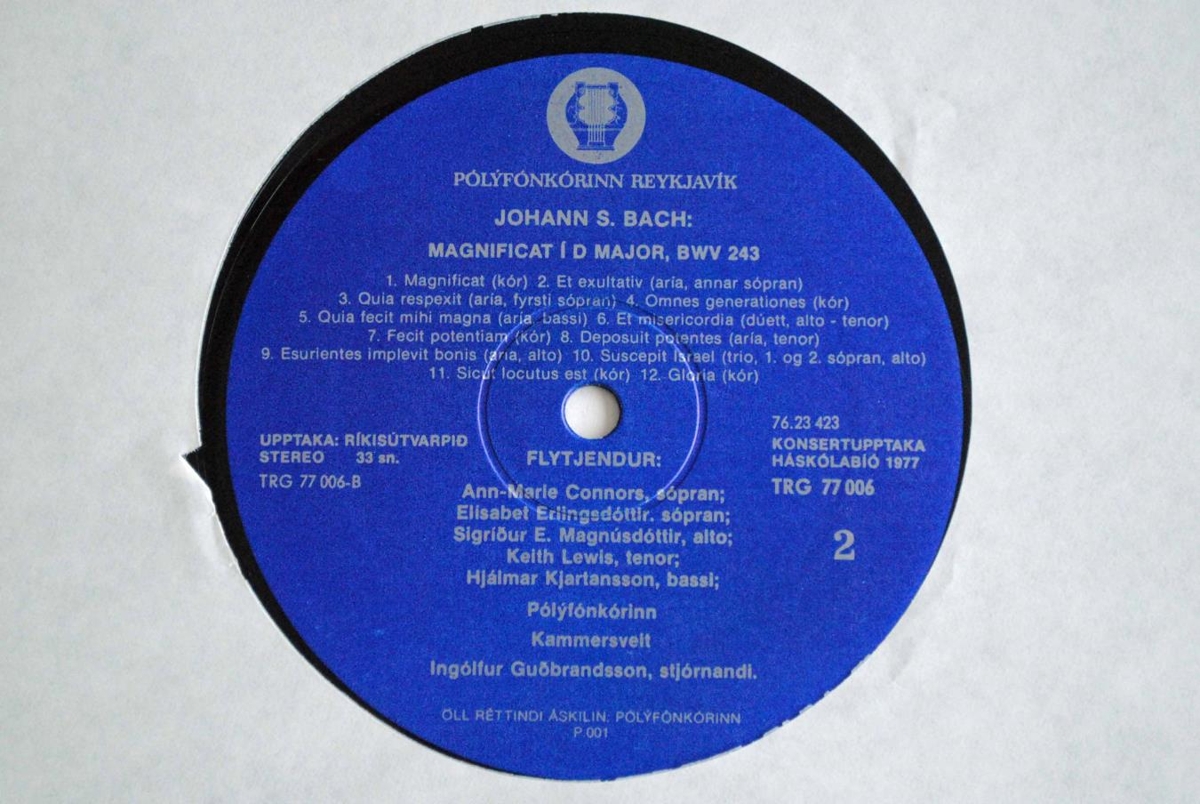 PÓLÝFÓNKÓRINN REYKJAVÍK
JOHANN S. BACH:
MAGNIFICAT Í D MAJOR, BWV 243
1. Magnificat (kór) 2. Et exultativ (aría, annar sópran)
3. Quia respexit (aría, fyrsti sópran) 4. Omnes generationes (kór)
5. Quia fecit mihi magna (aría, bassi) 6. Et misericordia (dúett, alto - tenor)
7. Fecit potentiam (kór) 8. Deposuit potentes (aría, tenor)
9. Esurientes implevit bonis (aría, alto) 10. Suscepit Israel (trio, 1. og 2. sópran, alto)
11. Sicut locutus est (kór) 12. Gloria (kór)
UPPTAKA: RÍKISÚTVARPIÐ
STEREO 33 sn.
TRG 77 006-B
76.23 423
KONSERTUPPTAKA
HÁSKÓLABÍÓ 1977
TRG 77 006
2
FLYTJENDUR:
Ann-Marie Connors, sópran;
Elísabet Erlingsdóttir. sópran;
Sigríður E. Magnúsdóttir, alto;
Keith Lewis, tenor;
Hjálmar Kjartansson, bassi;
Pólýfónkórinn
Kammersveit
Ingólfur Guðbrandsson, stjórnandi.
ÖLL RÉTTINDI ÁSKILIN: PÓLÝFÓNKÓRINN
P.001